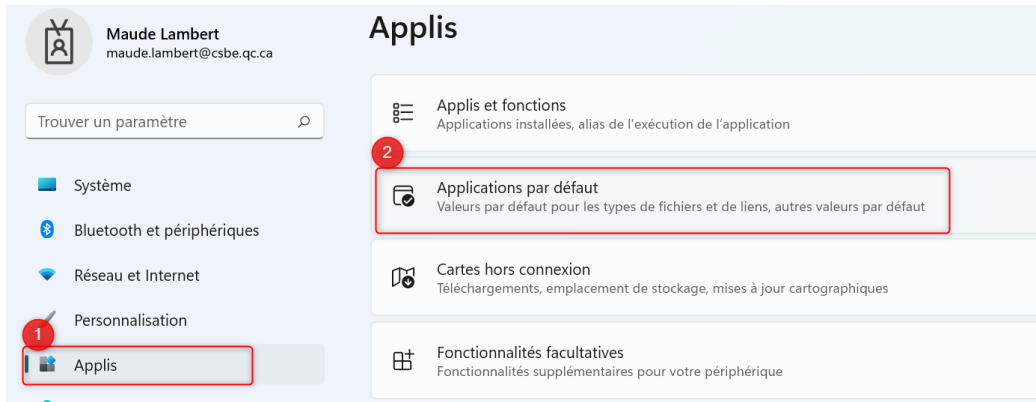 Maude Lambert
maude.lambert@csbe.qc.ca
Trouver un paramètre
Système
Bluetooth et périphériques
Réseau et Internet
Personnalisation
1
Applis
Applis
Applis et fonctions
Applications installées, alias de l'exécution de l'application
2
Applications par défaut
Valeurs par défaut pour les types de fichiers et de liens, autres valeurs par défaut
Cartes hors connexion
Téléchargements, emplacement de stockage, mises à jour cartographiques
Fonctionnalités facultatives
Fonctionnalités supplémentaires pour votre périphérique